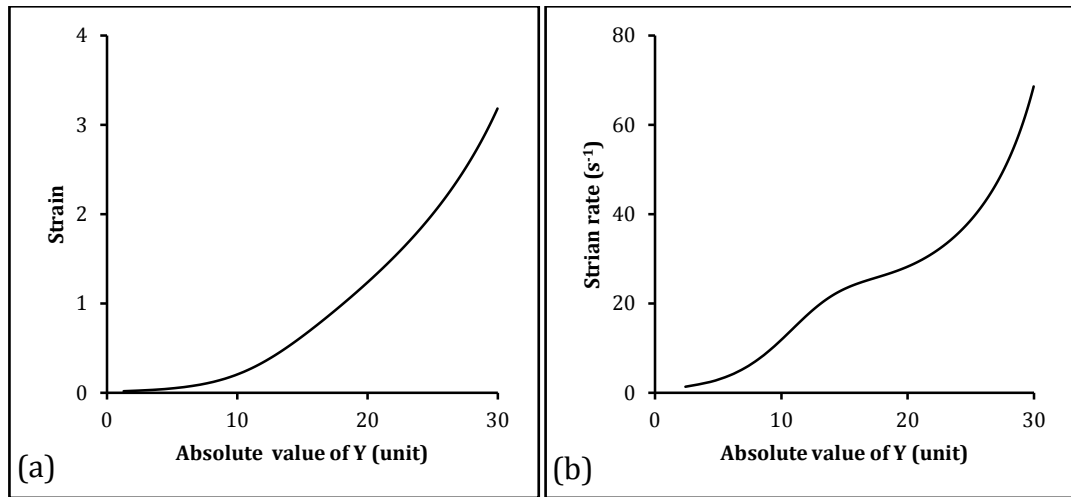 4
3
2
1
0
Strain
0 10 20 30
Absolute value of Y (unit)
(a)
80
60
40
20
0
Strian rate (s⁻¹)
0 10 20 30
Absolute value of Y (unit)
(b)